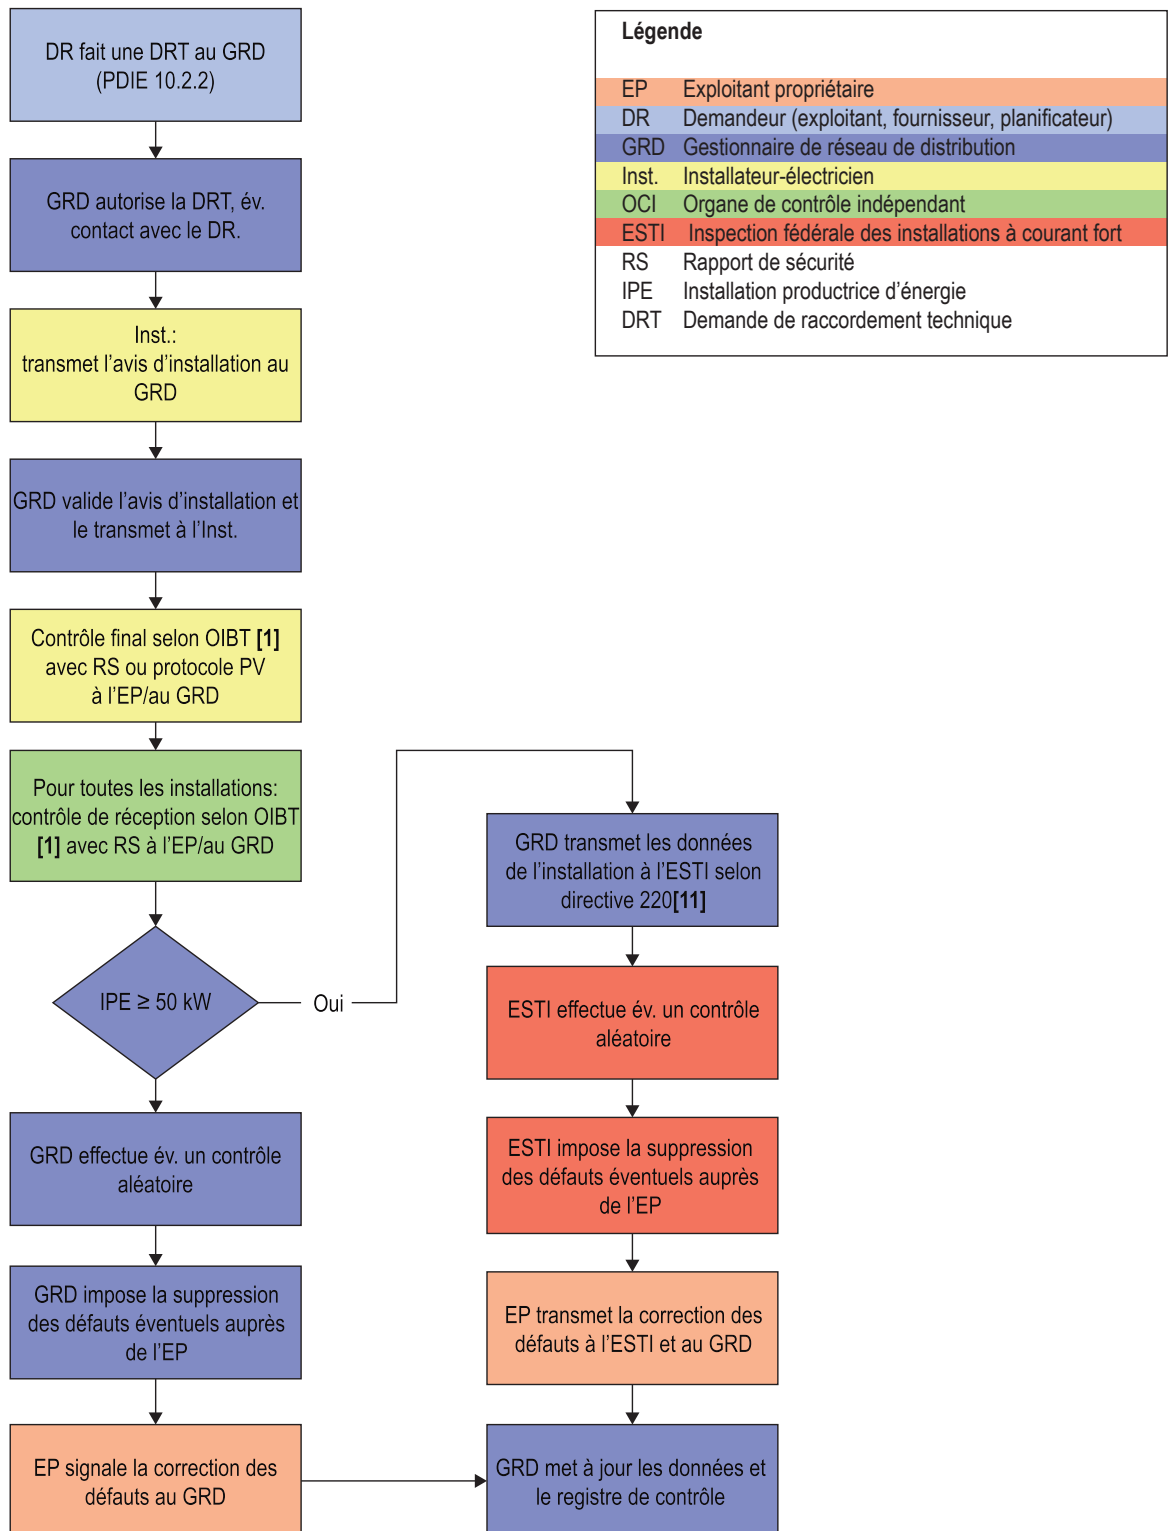 DR fait une DRT au GRD
(PDIE 10.2.2)
GRD autorise la DRT, év.
contact avec le DR.
Inst.:
transmet l'avis d'installation au
GRD
GRD valide l'avis d'installation et
le transmet à l'Inst.
Contrôle final selon OIBT [1]
avec RS ou protocole PV
à l'EP/au GRD
Pour toutes les installations:
contrôle de réception selon OIBT
[1] avec RS à l'EP/au GRD
IPE ≥ 50 kW
Oui
GRD effectue év. un contrôle
aléatoire
GRD impose la suppression
des défauts éventuels auprès
de l'EP
EP signale la correction des
défauts au GRD
GRD transmet les données
de l'installation à l'ESTI selon
directive 220[11]
ESTI effectue év. un contrôle
aléatoire
ESTI impose la suppression
des défauts éventuels auprès
de l'EP
EP transmet la correction des
défauts à l'ESTI et au GRD
GRD met à jour les données et
le registre de contrôle
Légende
EP Exploitant propriétaire
DR Demandeur (exploitant, fournisseur, planificateur)
GRD Gestionnaire de réseau de distribution
Inst. Installateur-électricien
OCI Organe de contrôle indépendant
ESTI Inspection fédérale des installations à courant fort
RS Rapport de sécurité
IPE Installation productrice d'énergie
DRT Demande de raccordement technique